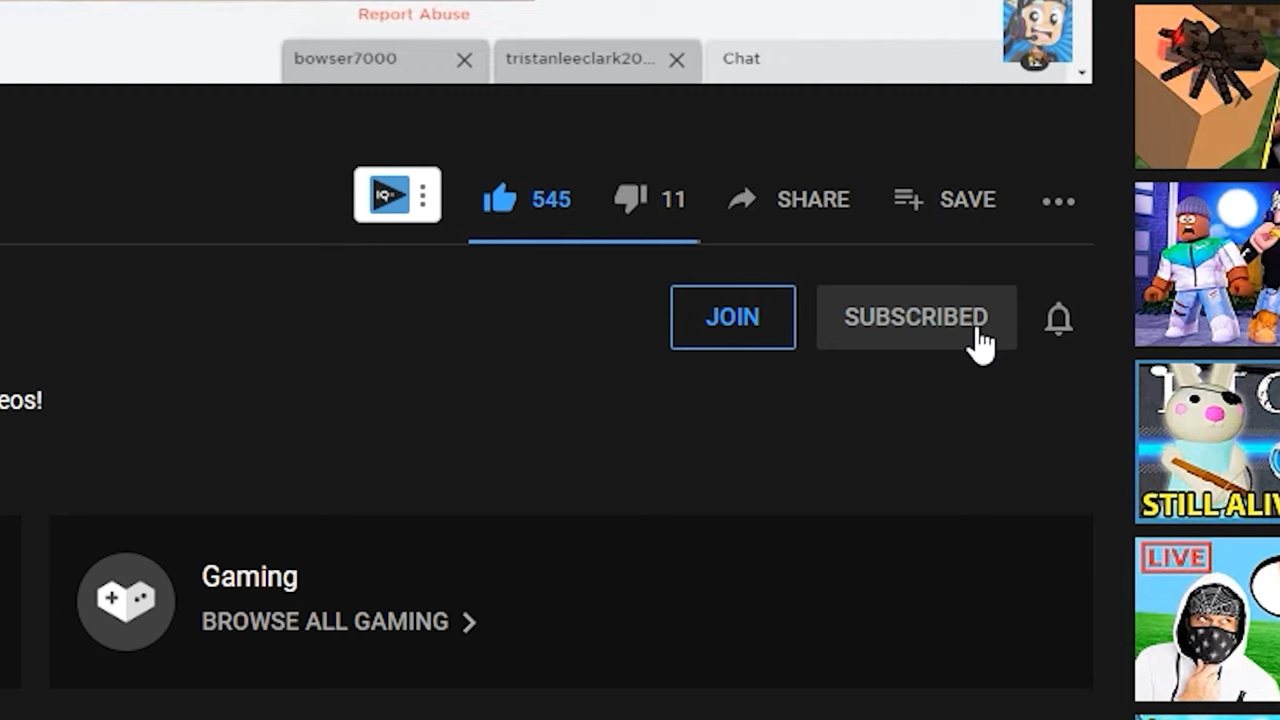 Report Abuse
bowser7000
tristanleeclark20...
Chat
IQ
545
11
SHARE
SAVE
JOIN
SUBSCRIBED
eos!
STILL ALIV
LIVE
Gaming
BROWSE ALL GAMING